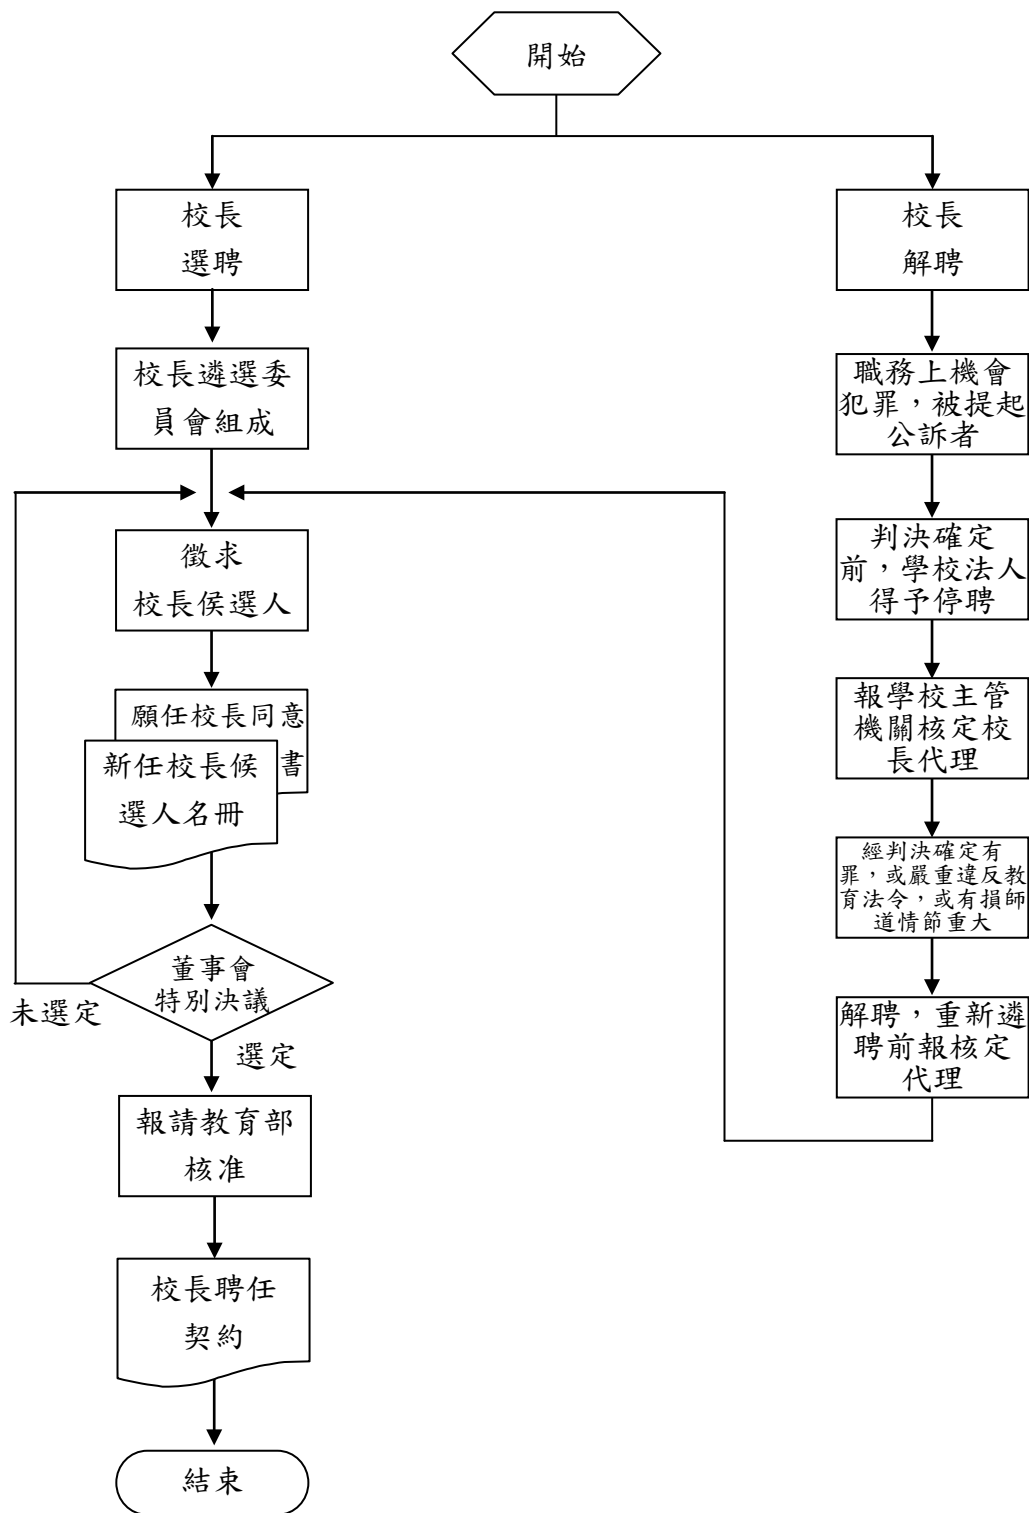 開始
校長
選聘
校長遴選委
員會組成
徵求
校長侯選人
願任校長同意
書
新任校長候
選人名冊
董事會
特別決議
未選定
選定
報請教育部
核准
校長聘任
契約
結束
校長
解聘
職務上機會
犯罪，被提起
公訴者
判決確定
前，學校法人
得予停聘
報學校主管
機關核定校
長代理
經判決確定有
罪，或嚴重違反教
育法令，或有損師
道情節重大
解聘，重新遴
聘前報核定
代理